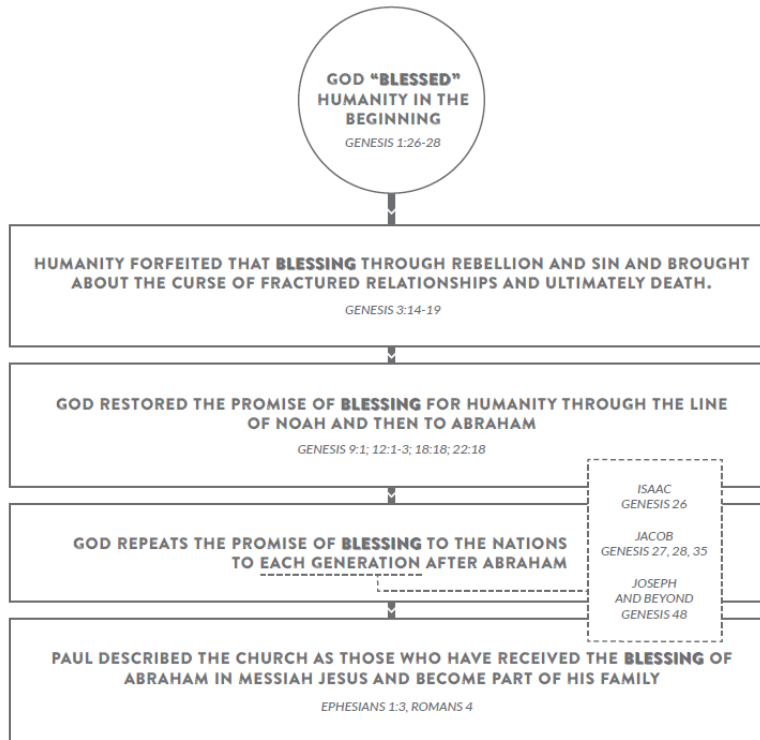 GOD “BLESSED”
HUMANITY IN THE
BEGINNING
GENESIS 1:26-28
HUMANITY FORFEITED THAT BLESSING THROUGH REBELLION AND SIN AND BROUGHT
ABOUT THE CURSE OF FRACTURED RELATIONSHIPS AND ULTIMATELY DEATH.
GENESIS 3:14-19
GOD RESTORED THE PROMISE OF BLESSING FOR HUMANITY THROUGH THE LINE
OF NOAH AND THEN TO ABRAHAM
GENESIS 9:1; 12:1-3; 18:18; 22:18
GOD REPEATS THE PROMISE OF BLESSING TO THE NATIONS
TO EACH GENERATION AFTER ABRAHAM
ISAAC
GENESIS 26
JACOB
GENESIS 27, 28, 35
JOSEPH
AND BEYOND
GENESIS 48
PAUL DESCRIBED THE CHURCH AS THOSE WHO HAVE RECEIVED THE BLESSING OF
ABRAHAM IN MESSIAH JESUS AND BECOME PART OF HIS FAMILY
EPHESIANS 1:3, ROMANS 4